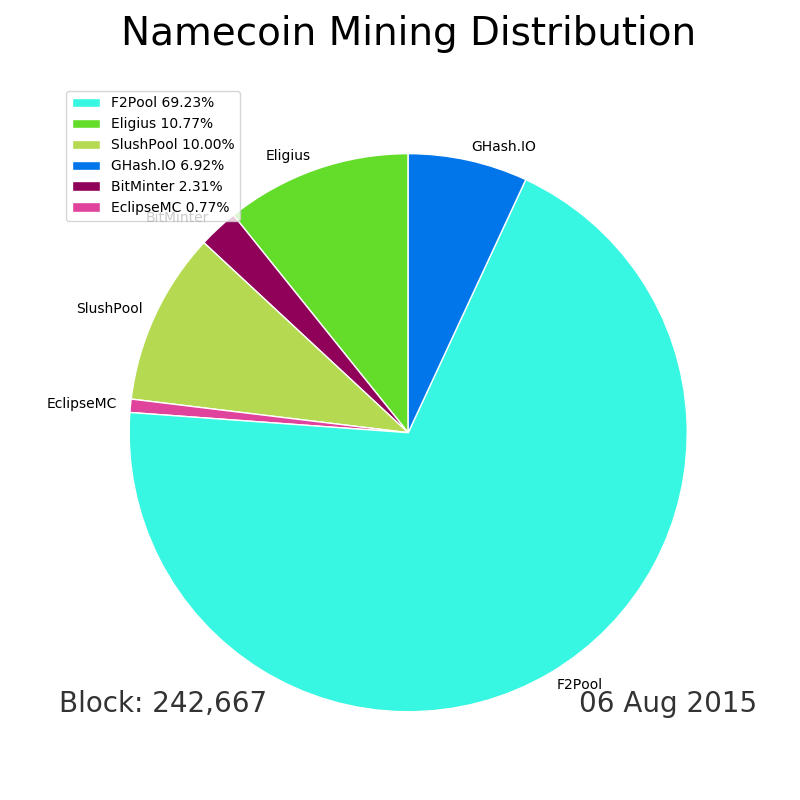 Namecoin Mining Distribution
F2Pool 69.23%
Eligius 10.77%
SlushPool 10.00%
GHash.IO 6.92%
BitMinter 2.31%
EclipseMC 0.77%
GHash.IO
Eligius
BitMinter
SlushPool
EclipseMC
F2Pool
Block: 242,667
06 Aug 2015